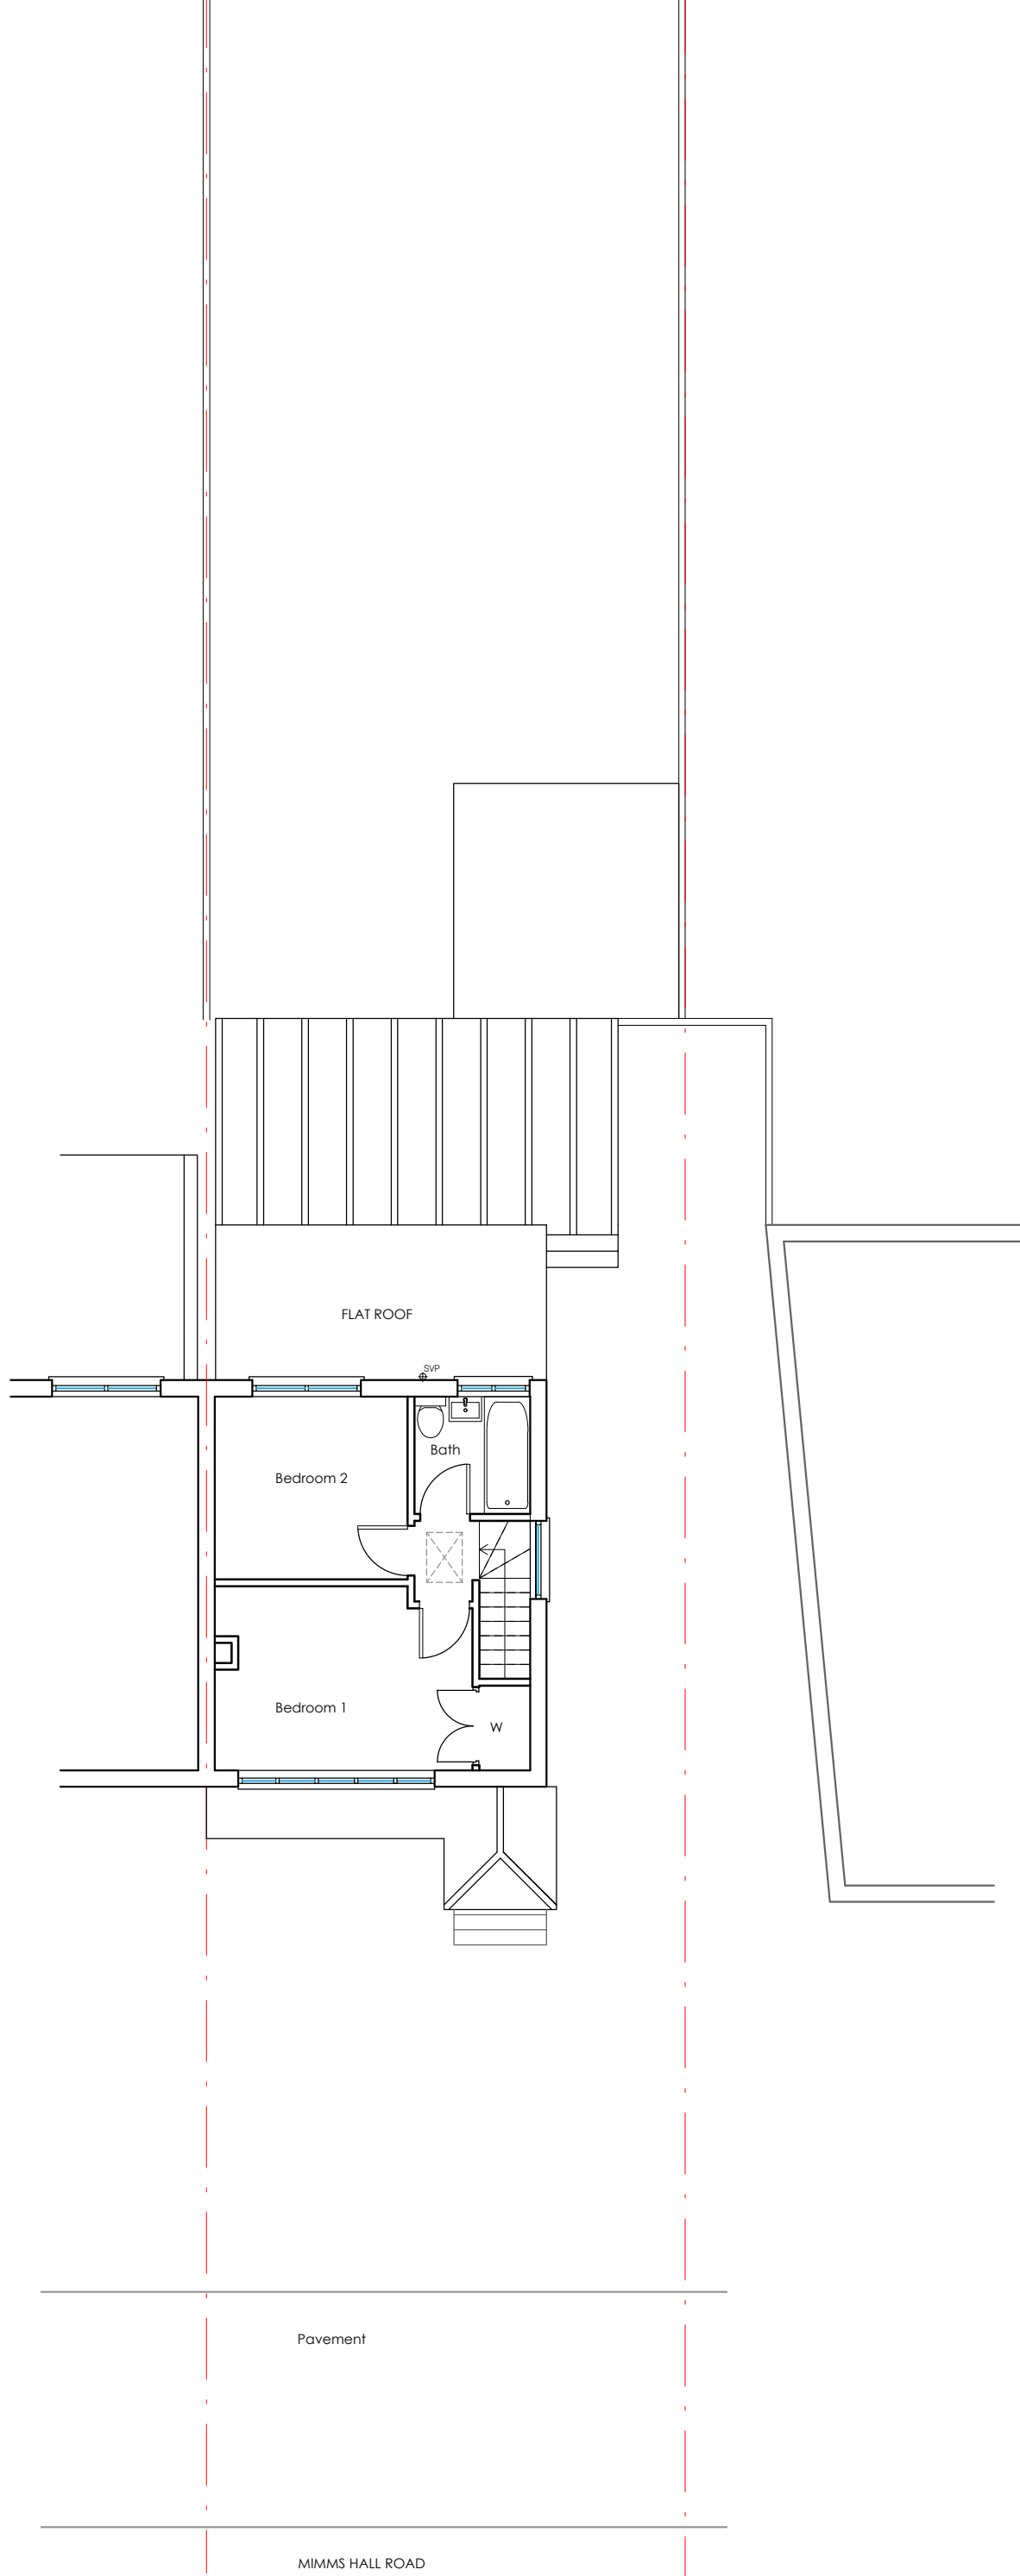 FLAT ROOF
SVP
Bath
Bedroom 2
Bedroom 1
W
Pavement
MIMMS HALL ROAD